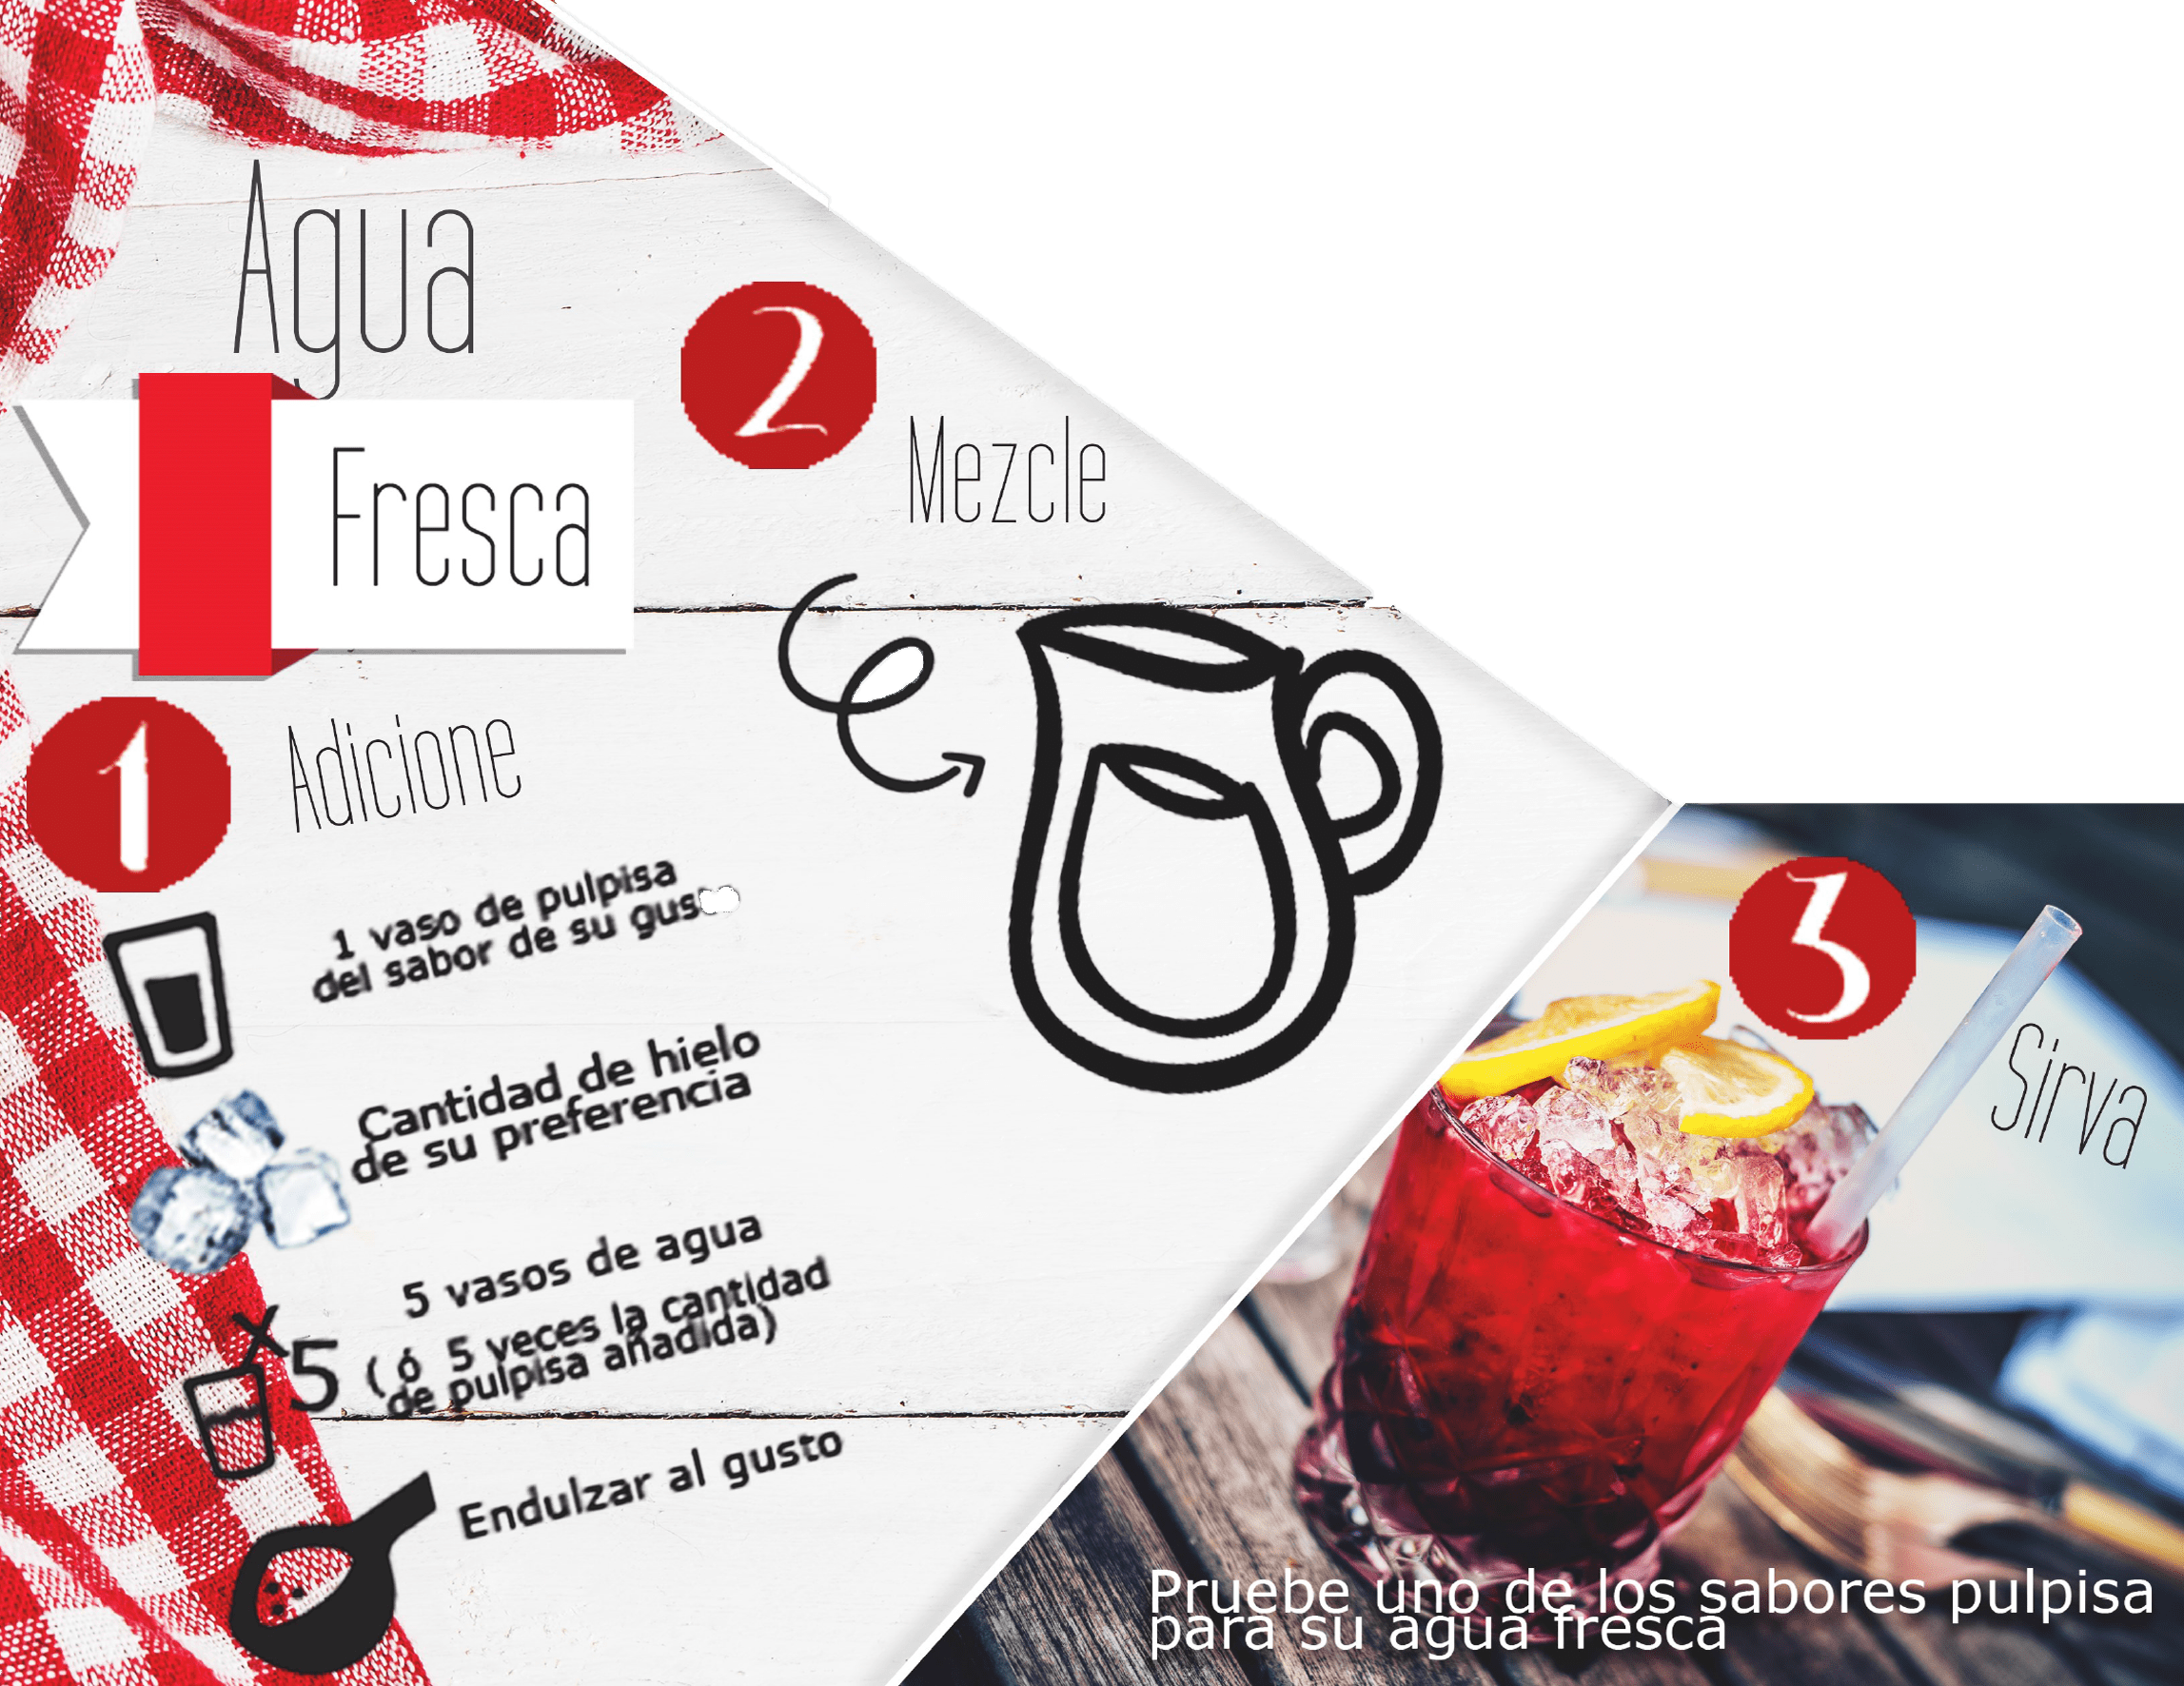 Agua
Fresca
1
Adicione
1 vaso de pulpisa
del sabor de su
Cantidad de hielo
de su preferencia
x5
5 vasos de agua
( ó 5 veces la cantidad
de pulpisa añadida)
Endulzar al gusto
2
Mezcle
3
Sirva
Pruebe uno de los sabores pulpisa
para su agua fresca